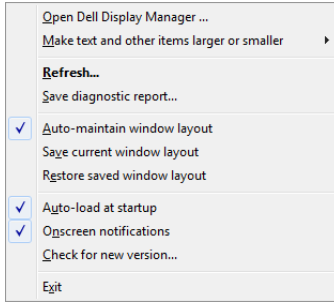 Open Dell Display Manager ...
Make text and other items larger or smaller
Refresh...
Save diagnostic report...
Auto-maintain window layout
Save current window layout
Restore saved window layout
Auto-load at startup
Onscreen notifications
Check for new version...
Exit